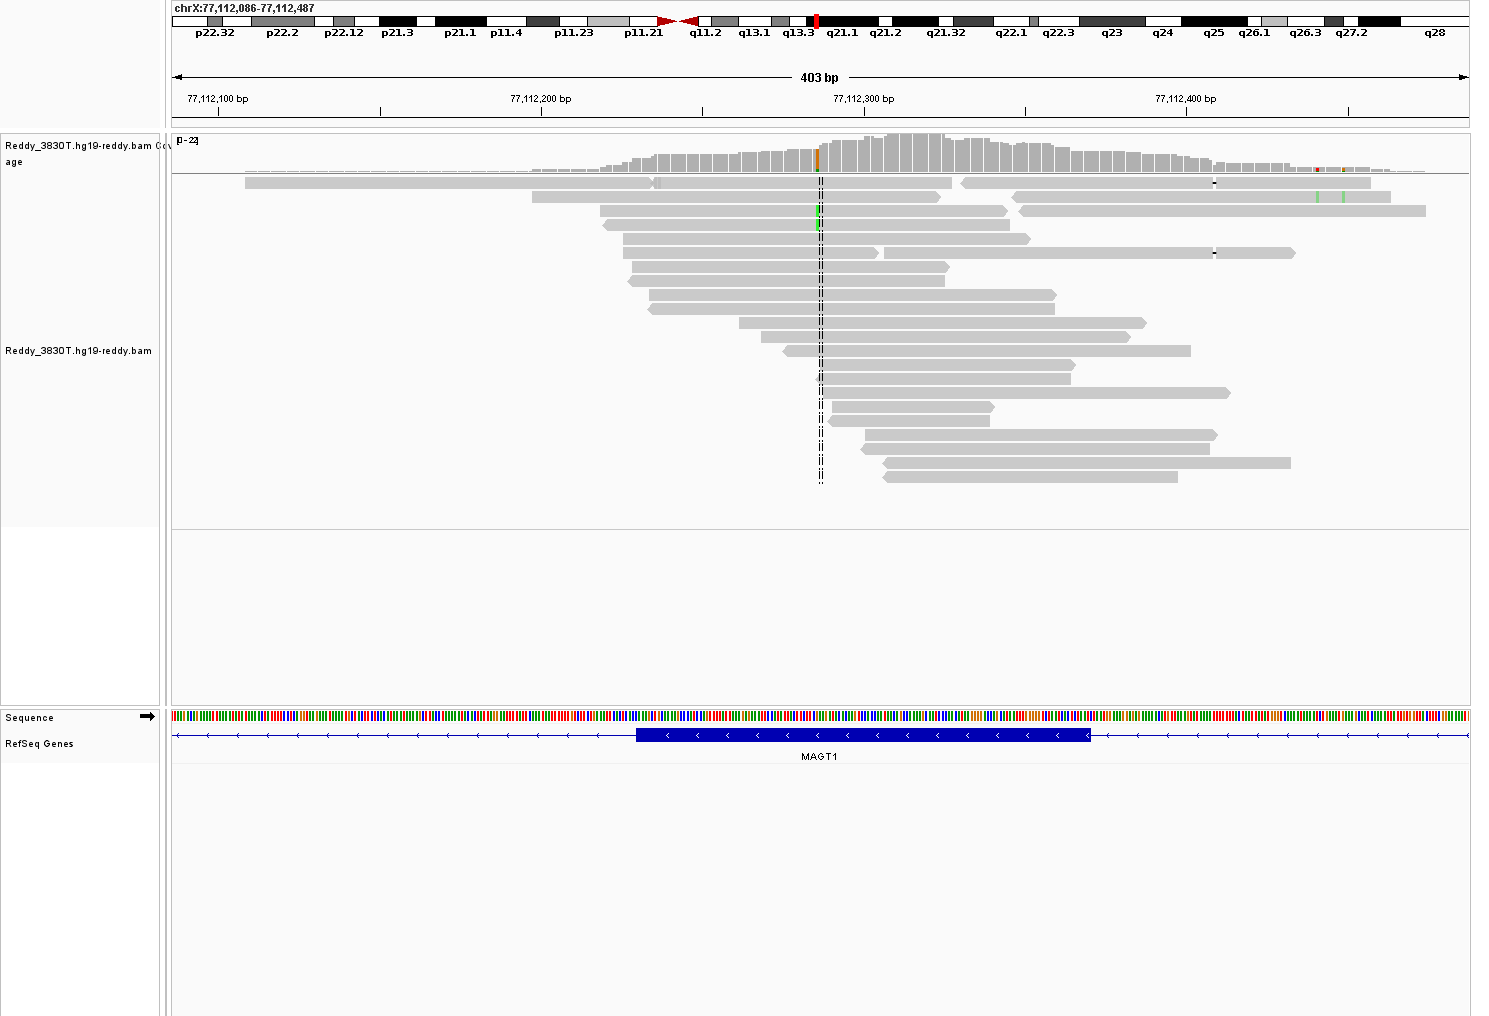 chrX:77,112,086-77,112,487
p22.32 p22.2 p22.12 p21.3 p21.1 p11.4 p11.23 p11.21 q11.2 q13.1 q13.3 q21.1 q21.2 q21.32 q22.1 q22.3 q23 q24 q25 q26.1 q26.3 q27.2 q28
403 bp
77,112,100 bp 77,112,200 bp 77,112,300 bp 77,112,400 bp
[0-22]
Reddy_3830T.hg19-reddy.bam Cov
age
Reddy_3830T.hg19-reddy.bam
Sequence
RefSeq Genes
MAGT1